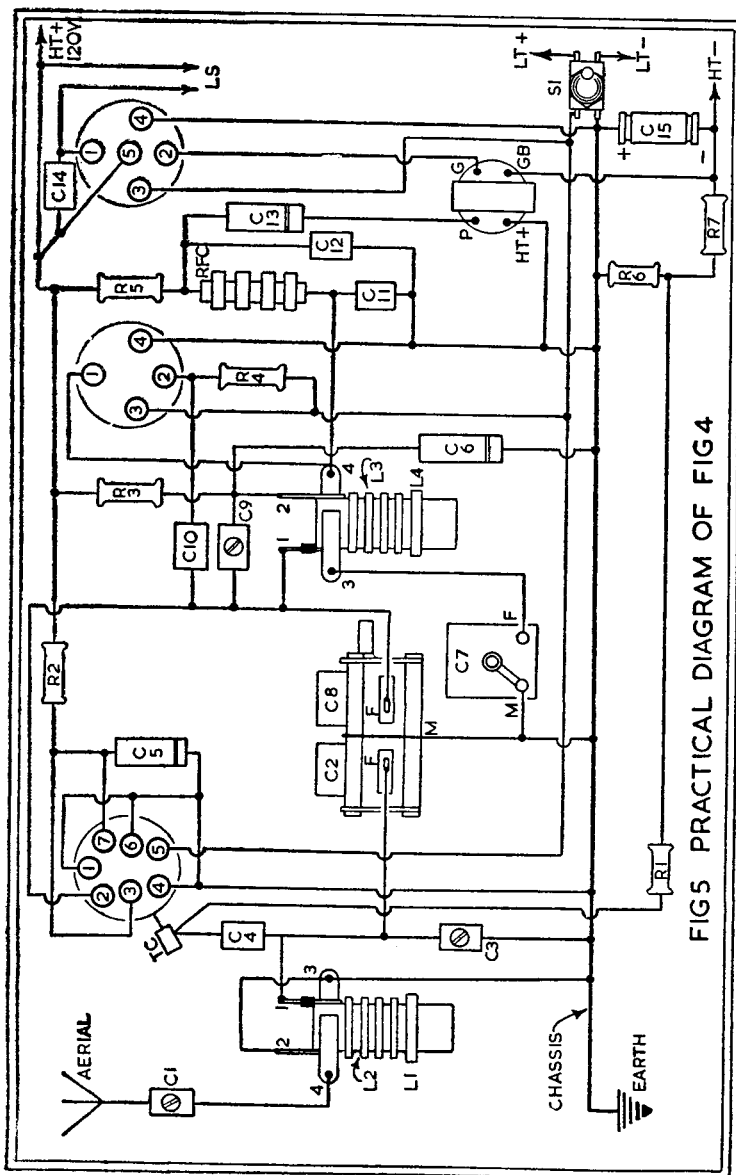 AERIAL
C1
4
2
1
3
L2
L1
TC
C4
C3
1
2
3
4
5
6
7
C5
R2
C2
C8
F
F
M
C7
M
F
R3
C10
C9
1
2
3
4
L3
L4
1
2
3
4
R4
C6
R5
RFC
C11
C12
C13
C14
1
2
3
4
5
HT+
120V
LS
P
G
HT+
GB
LT+
LT-
S1
C15
+
-
HT-
R6
R7
R1
CHASSIS
EARTH
FIG5 PRACTICAL DIAGRAM OF FIG4